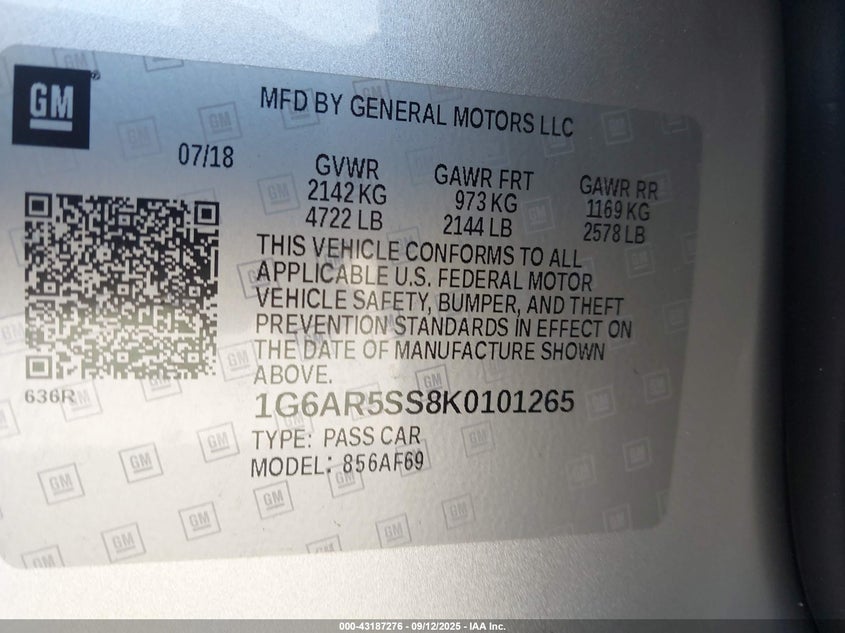 GM
MFD BY GENERAL MOTORS LLC
07/18
GVWR
2142 KG
4722 LB
GAWR FRT
973 KG
2144 LB
GAWR RR
1169 KG
2578 LB
THIS VEHICLE CONFORMS TO ALL
APPLICABLE U.S. FEDERAL MOTOR
VEHICLE SAFETY, BUMPER, AND THEFT
PREVENTION STANDARDS IN EFFECT ON
THE DATE OF MANUFACTURE SHOWN
ABOVE.
636R
1G6AR5SS8K0101265
TYPE: PASS CAR
MODEL: 856AF69
000-43187276 - 09/12/2025 - IAA Inc.